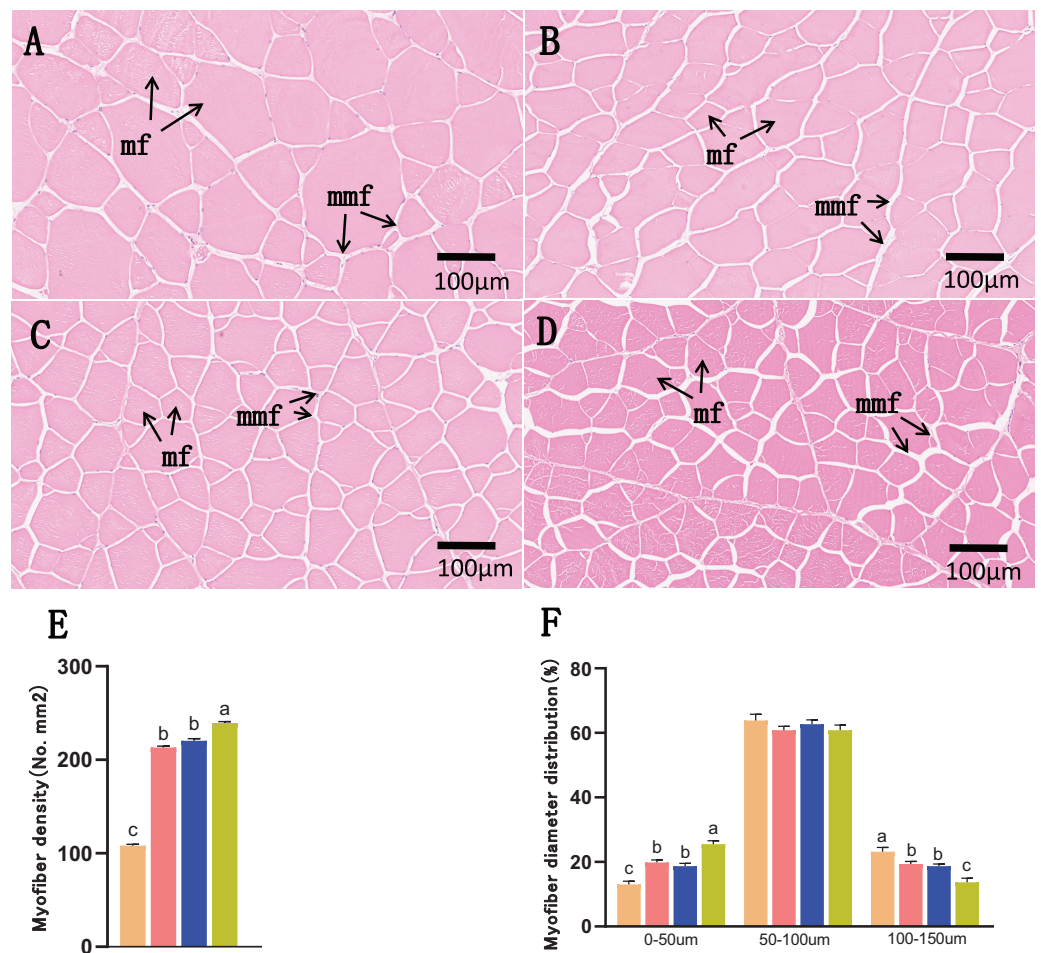 A
mf
mmf
100μm
B
mf
mmf
100μm
C
mmf
mf
100μm
D
mf
mmf
100μm
E
Myofiber density(No. mm2)
300
200
100
0
c
b
b
a
F
Myofiber diameter distribution(%)
80
60
40
20
0
c
b
b
a
a
b
b
c
0-50um
50-100um
100-150um